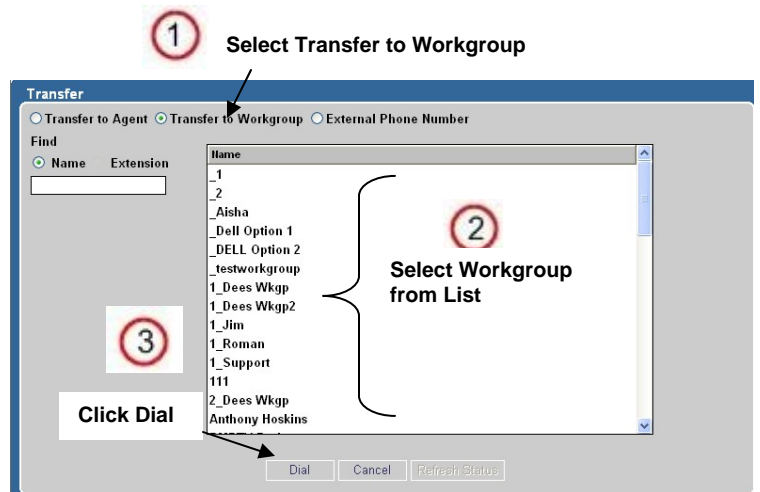 1
Select Transfer to Workgroup
Transfer
Transfer to Agent Transfer to Workgroup External Phone Number
Find
Name Extension
Name
_1
_2
_Aisha
_Dell Option 1
_DELL Option 2
_testworkgroup
1_Dees Wkgp
1_Dees Wkgp2
1_Jim
1_Roman
1_Support
111
2_Dees Wkgp
Anthony Hoskins
2
Select Workgroup
from List
3
Click Dial
Dial Cancel Refresh Status